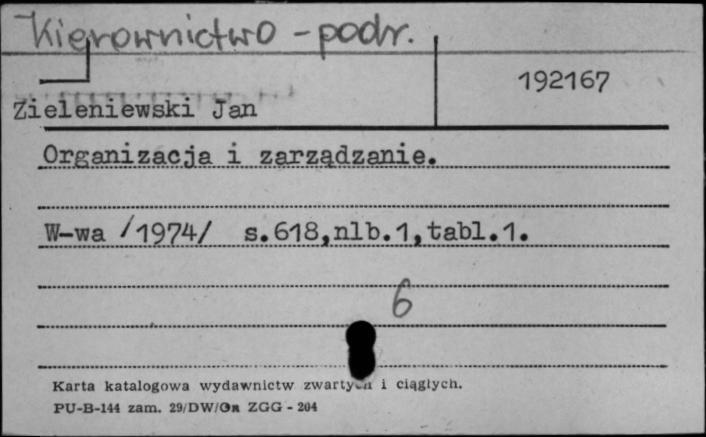 Kierownictwo - podr.
192167
Zieleniewski Jan
Organizacja i zarządzanie.
W-wa /1974/ s.618,nlb.1,tabl.1.
6
Karta katalogowa wydawnictw zwartych i ciągłych.
PU-B-144 zam. 29/DW/Gn ZGG - 204